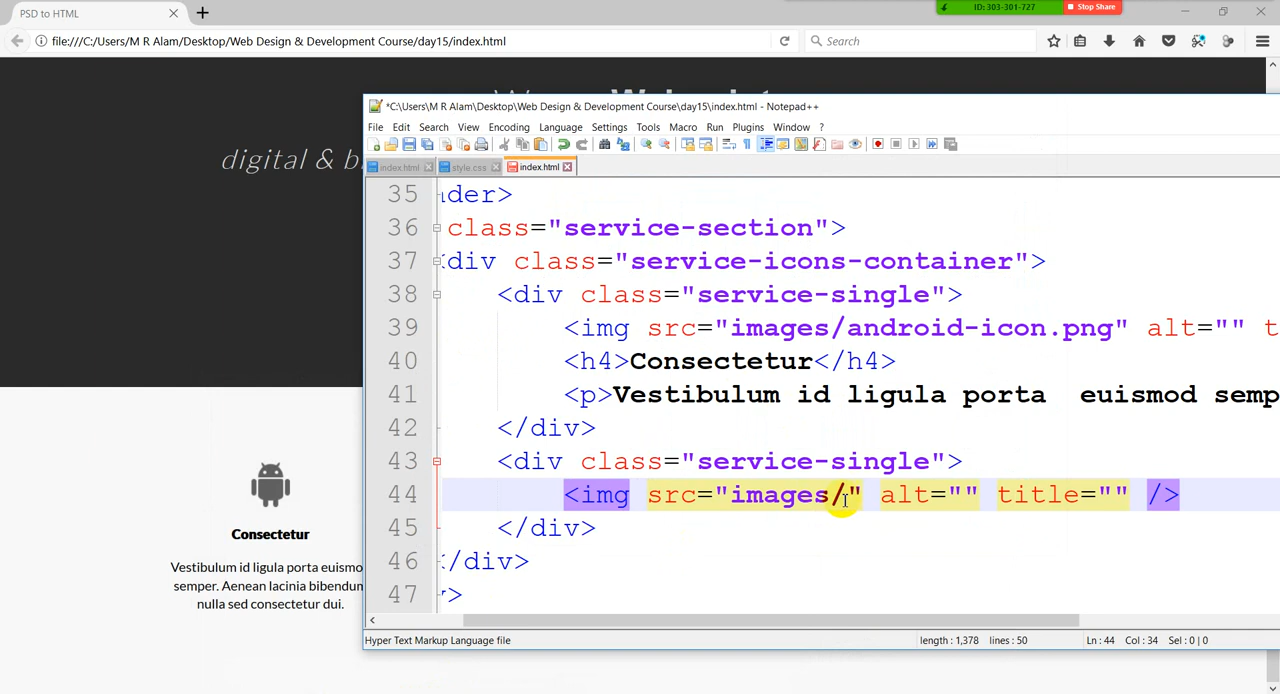 PSD to HTML
ID: 303-301-727
Stop Share
file:///C:/Users/M R Alam/Desktop/Web Design & Development Course/day15/index.html
Search
digital & b
*C:\Users\M R Alam\Desktop\Web Design & Development Course\day15\index.html - Notepad++
File Edit Search View Encoding Language Settings Tools Macro Run Plugins Window ?
index.html style.css index.html
35 der>
36 class="service-section">
37 <div class="service-icons-container">
38 <div class="service-single">
39 <img src="images/android-icon.png" alt="" t
40 <h4>Consectetur</h4>
41 <p>Vestibulum id ligula porta  euismod semp
42 </div>
43 <div class="service-single">
44 <img src="images/" alt="" title="" />
45 </div>
46 </div>
47 >
Consectetur
Vestibulum id ligula porta euismo
semper. Aenean lacinia bibendum
nulla sed consectetur dui.
Hyper Text Markup Language file length : 1,378 lines : 50 Ln : 44 Col : 34 Sel : 0 | 0